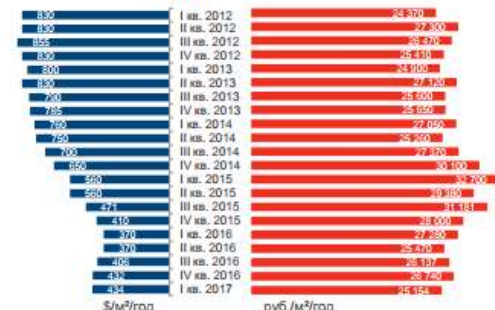 830 I кв. 2012 24 370
830 II кв. 2012 27 300
855 III кв. 2012 26 470
830 IV кв. 2012 25 410
800 I кв. 2013 24 900
830 II кв. 2013 27 120
790 III кв. 2013 25 600
785 IV кв. 2013 25 850
760 I кв. 2014 27 050
750 II кв. 2014 25 260
700 III кв. 2014 27 370
650 IV кв. 2014 30 100
560 I кв. 2015 32 700
560 II кв. 2015 29 380
471 III кв. 2015 31 181
410 IV кв. 2015 28 000
370 I кв. 2016 27 280
370 II кв. 2016 25 470
406 III кв. 2016 26 137
432 IV кв. 2016 26 740
434 I кв. 2017 25 154
$/м²/год руб./м²/год